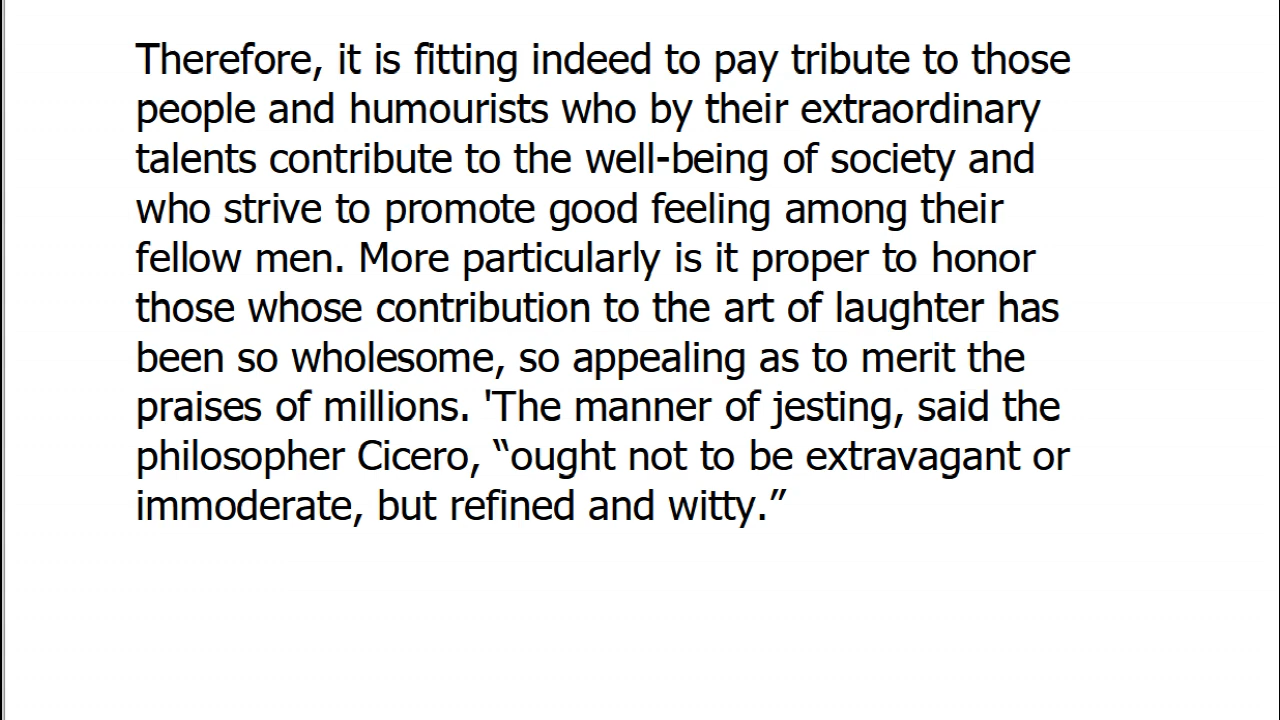 Therefore, it is fitting indeed to pay tribute to those
people and humourists who by their extraordinary
talents contribute to the well-being of society and
who strive to promote good feeling among their
fellow men. More particularly is it proper to honor
those whose contribution to the art of laughter has
been so wholesome, so appealing as to merit the
praises of millions. 'The manner of jesting, said the
philosopher Cicero, “ought not to be extravagant or
immoderate, but refined and witty.”